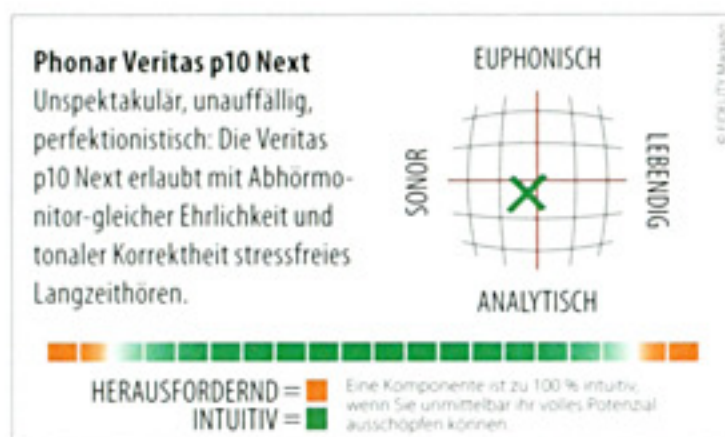 Phonar Veritas p10 Next
Unspektakulär, unauffällig,
perfektionistisch: Die Veritas
p10 Next erlaubt mit Abhörmo-
nitor-gleicher Ehrlichkeit und
tonaler Korrektheit stressfreies
Langzeithören.
EUPHONISCH
SONOR
LEBENDIG
ANALYTISCH
HERAUSFORDERND =
INTUITIV =
Eine Komponente ist zu 100 % intuitiv,
wenn Sie unmittelbar ihr volles Potenzial
ausschöpfen können.